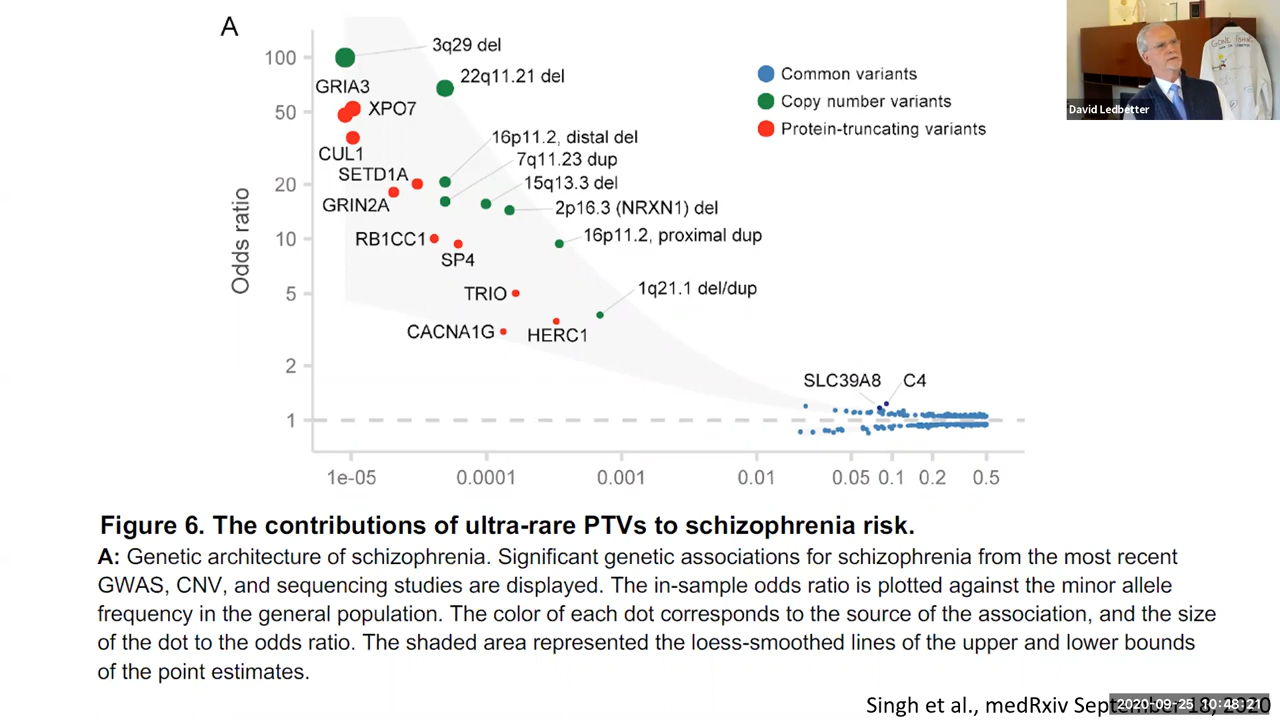 A
100
50
20
10
5
2
1
Odds ratio
3q29 del
22q11.21 del
GRIA3
XPO7
CUL1
SETD1A
GRIN2A
RB1CC1
SP4
TRIO
CACNA1G
HERC1
16p11.2, distal del
7q11.23 dup
15q13.3 del
2p16.3 (NRXN1) del
16p11.2, proximal dup
1q21.1 del/dup
SLC39A8
C4
Common variants
Copy number variants
Protein-truncating variants
1e-05 0.0001 0.001 0.01 0.05 0.1 0.2 0.5
David Ledbetter
Figure 6. The contributions of ultra-rare PTVs to schizophrenia risk.
A: Genetic architecture of schizophrenia. Significant genetic associations for schizophrenia from the most recent
GWAS, CNV, and sequencing studies are displayed. The in-sample odds ratio is plotted against the minor allele
frequency in the general population. The color of each dot corresponds to the source of the association, and the size
of the dot to the odds ratio. The shaded area represented the loess-smoothed lines of the upper and lower bounds
of the point estimates.
Singh et al., medRxiv September 18, 2020
2020-09-25 10:48:21